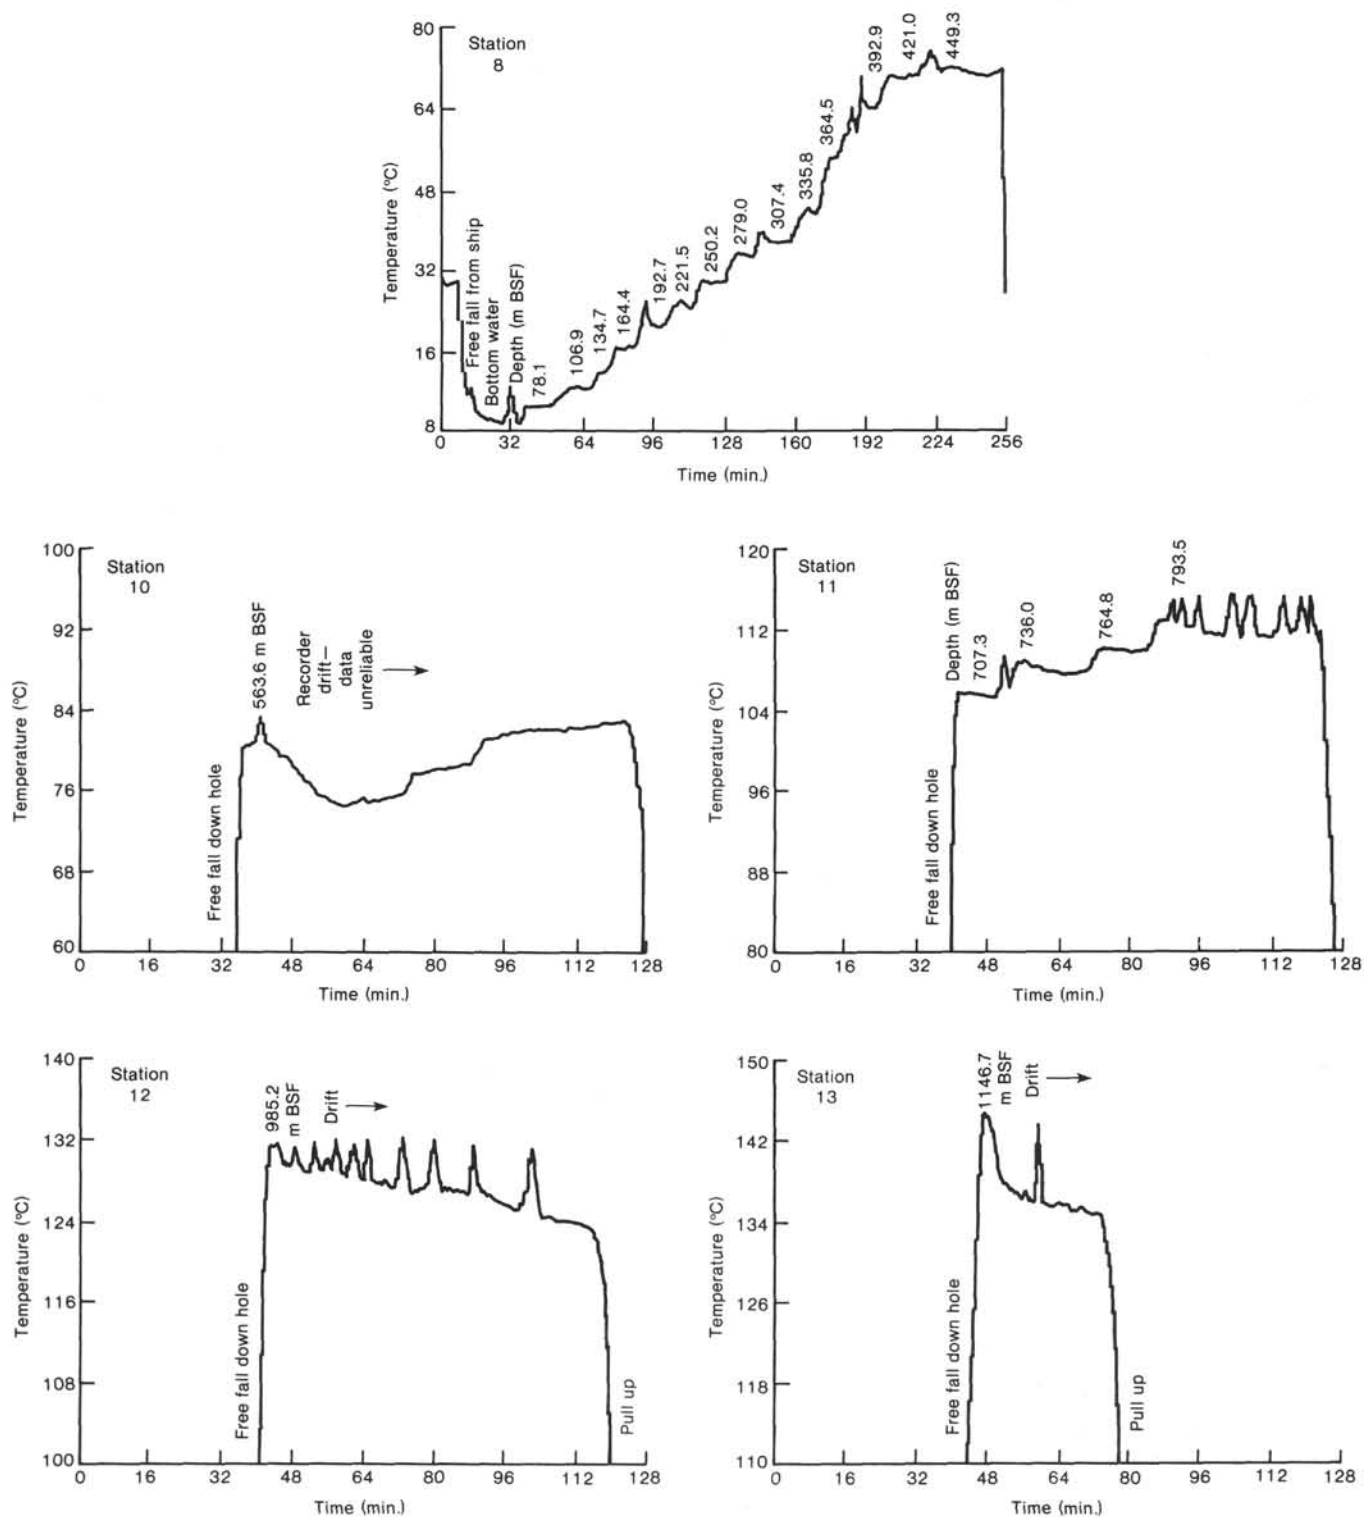 Station
8
Temperature (°C)
80
64
48
32
16
8
Free fall from ship
Bottom water
Depth (m BSF)
78.1
106.9
134.7
164.4
192.7
221.5
250.2
279.0
307.4
335.8
364.5
392.9
421.0
449.3
0 32 64 96 128 160 192 224 256
Time (min.)
Station
10
Temperature (°C)
100
92
84
76
68
60
Free fall down hole
563.6 m BSF
Recorder
drift–
data
unreliable
0 16 32 48 64 80 96 112 128
Time (min.)
Station
11
Temperature (°C)
120
112
104
96
88
80
Free fall down hole
Depth (m BSF)
707.3
736.0
764.8
793.5
0 16 32 48 64 80 96 112 128
Time (min.)
Station
12
Temperature (°C)
140
132
124
116
108
100
Free fall down hole
985.2
m BSF
Drift
Pull up
0 16 32 48 64 80 96 112 128
Time (min.)
Station
13
Temperature (°C)
150
142
134
126
118
110
Free fall down hole
1146.7
m BSF
Drift
Pull up
0 16 32 48 64 80 96 112 128
Time (min.)